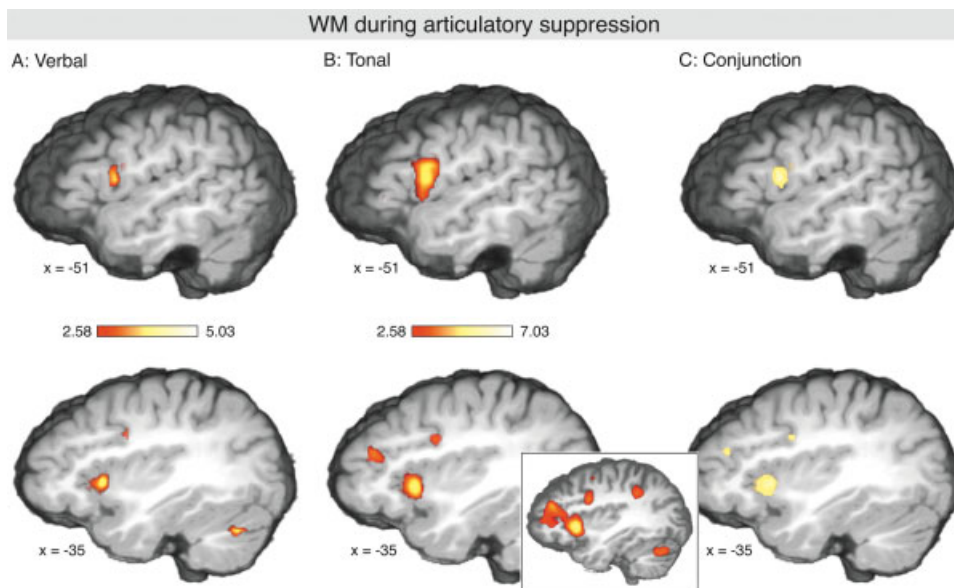 WM during articulatory suppression
A: Verbal
B: Tonal
C: Conjunction
x = -51
x = -51
x = -51
2.58
5.03
2.58
7.03
x = -35
x = -35
x = -35